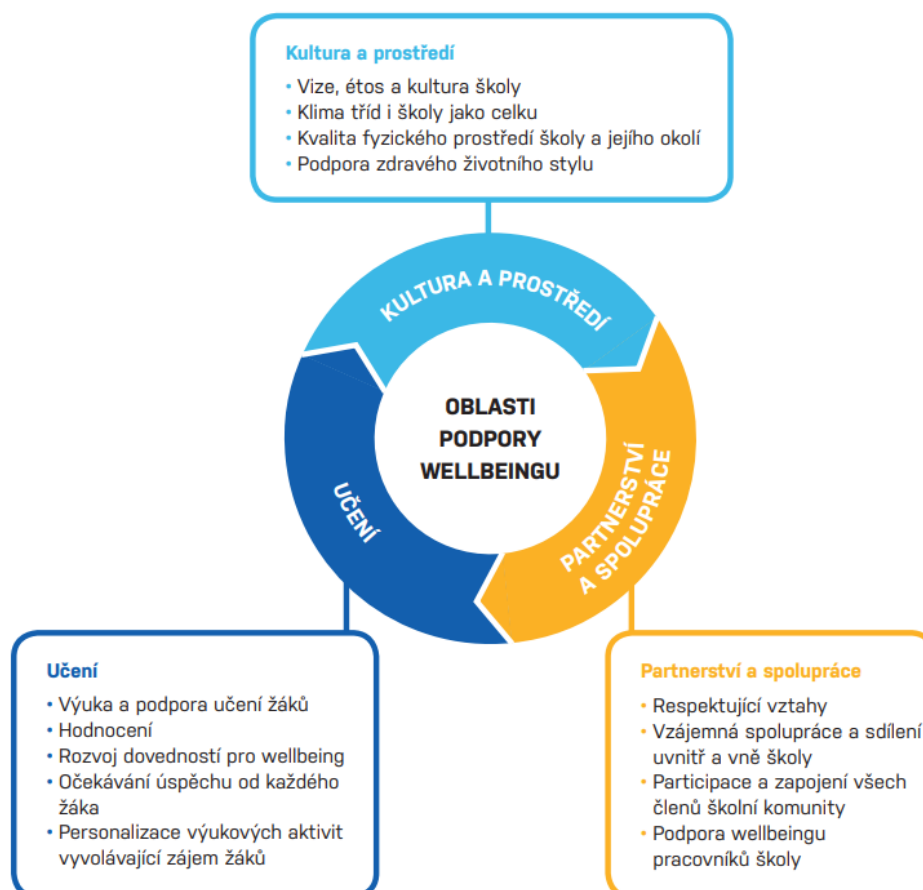 Kultura a prostředí
• Vize, étos a kultura školy
• Klima tříd i školy jako celku
• Kvalita fyzického prostředí školy a jejího okolí
• Podpora zdravého životního stylu
KULTURA A PROSTŘEDÍ
OBLASTI
PODPORY
WELLBEINGU
UČENÍ
PARTNERSTVÍ
A SPOLUPRÁCE
Učení
• Výuka a podpora učení žáků
• Hodnocení
• Rozvoj dovedností pro wellbeing
• Očekávání úspěchu od každého
žáka
• Personalizace výukových aktivit
vyvolávající zájem žáků
Partnerství a spolupráce
• Respektující vztahy
• Vzájemná spolupráce a sdílení
uvnitř a vně školy
• Participace a zapojení všech
členů školní komunity
• Podpora wellbeingu
pracovníků školy